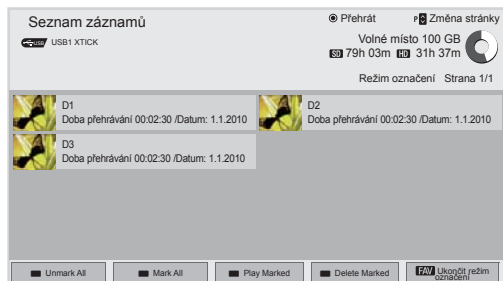 Seznam záznamů
Přehrát P Změna stránky
USB USB1 XTICK
Volné místo 100 GB
SD 79h 03m HD 31h 37m
Režim označení Strana 1/1
D1
Doba přehrávání 00:02:30 /Datum: 1.1.2010
D2
Doba přehrávání 00:02:30 /Datum: 1.1.2010
D3
Doba přehrávání 00:02:30 /Datum: 1.1.2010
Unmark All
Mark All
Play Marked
Delete Marked
FAV Ukončit režim
označení